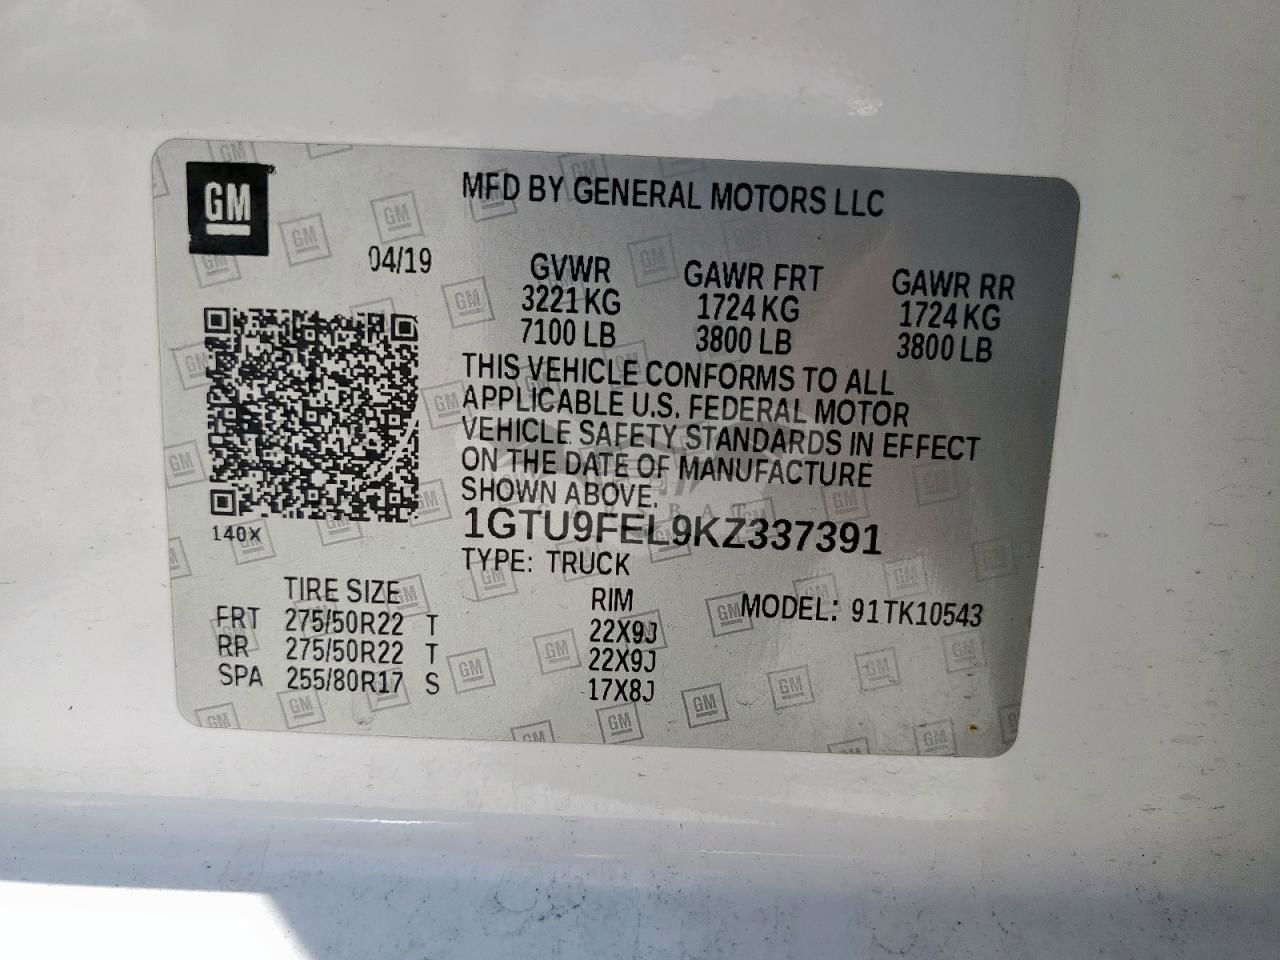 GM
MFD BY GENERAL MOTORS LLC
04/19
GVWR GAWR FRT GAWR RR
3221 KG 1724 KG 1724 KG
7100 LB 3800 LB 3800 LB
THIS VEHICLE CONFORMS TO ALL
APPLICABLE U.S. FEDERAL MOTOR
VEHICLE SAFETY STANDARDS IN EFFECT
ON THE DATE OF MANUFACTURE
SHOWN ABOVE.
140X
1GTU9FEL9KZ337391
TYPE: TRUCK
TIRE SIZE RIM MODEL: 91TK10543
FRT 275/50R22 T 22X9J
RR 275/50R22 T 22X9J
SPA 255/80R17 S 17X8J